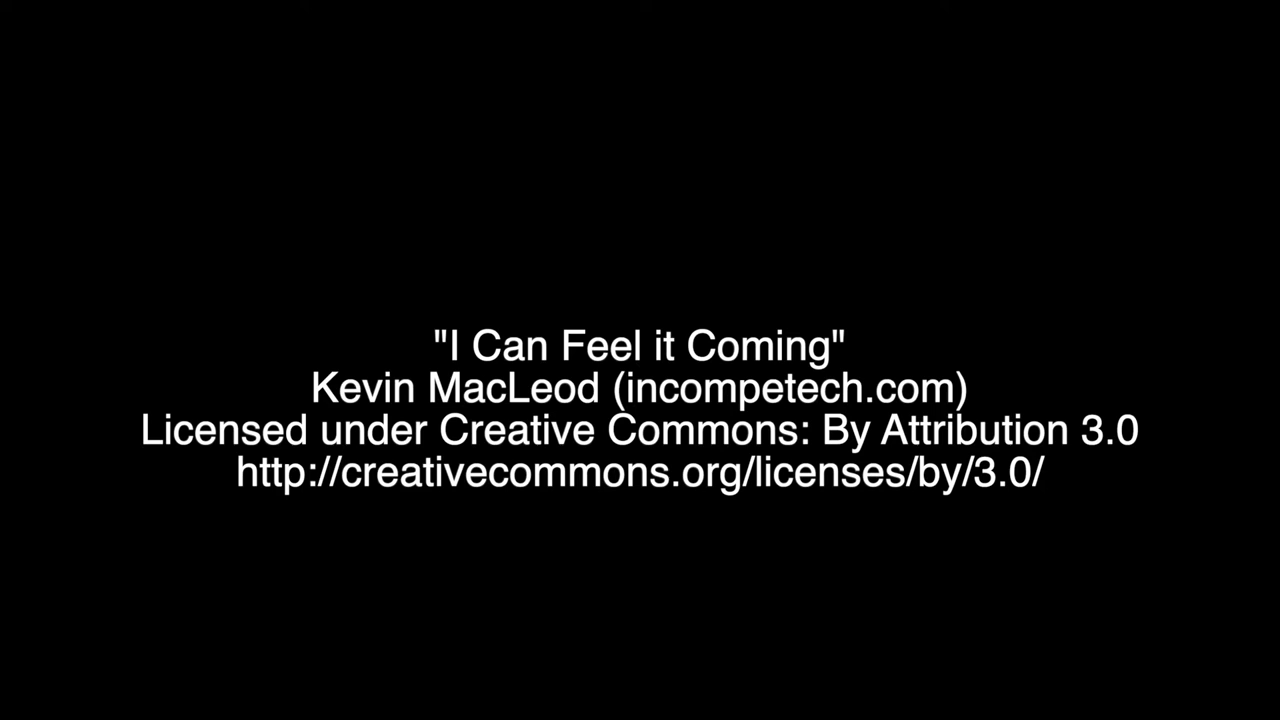 "I Can Feel it Coming"
Kevin MacLeod (incompetech.com)
Licensed under Creative Commons: By Attribution 3.0
http://creativecommons.org/licenses/by/3.0/